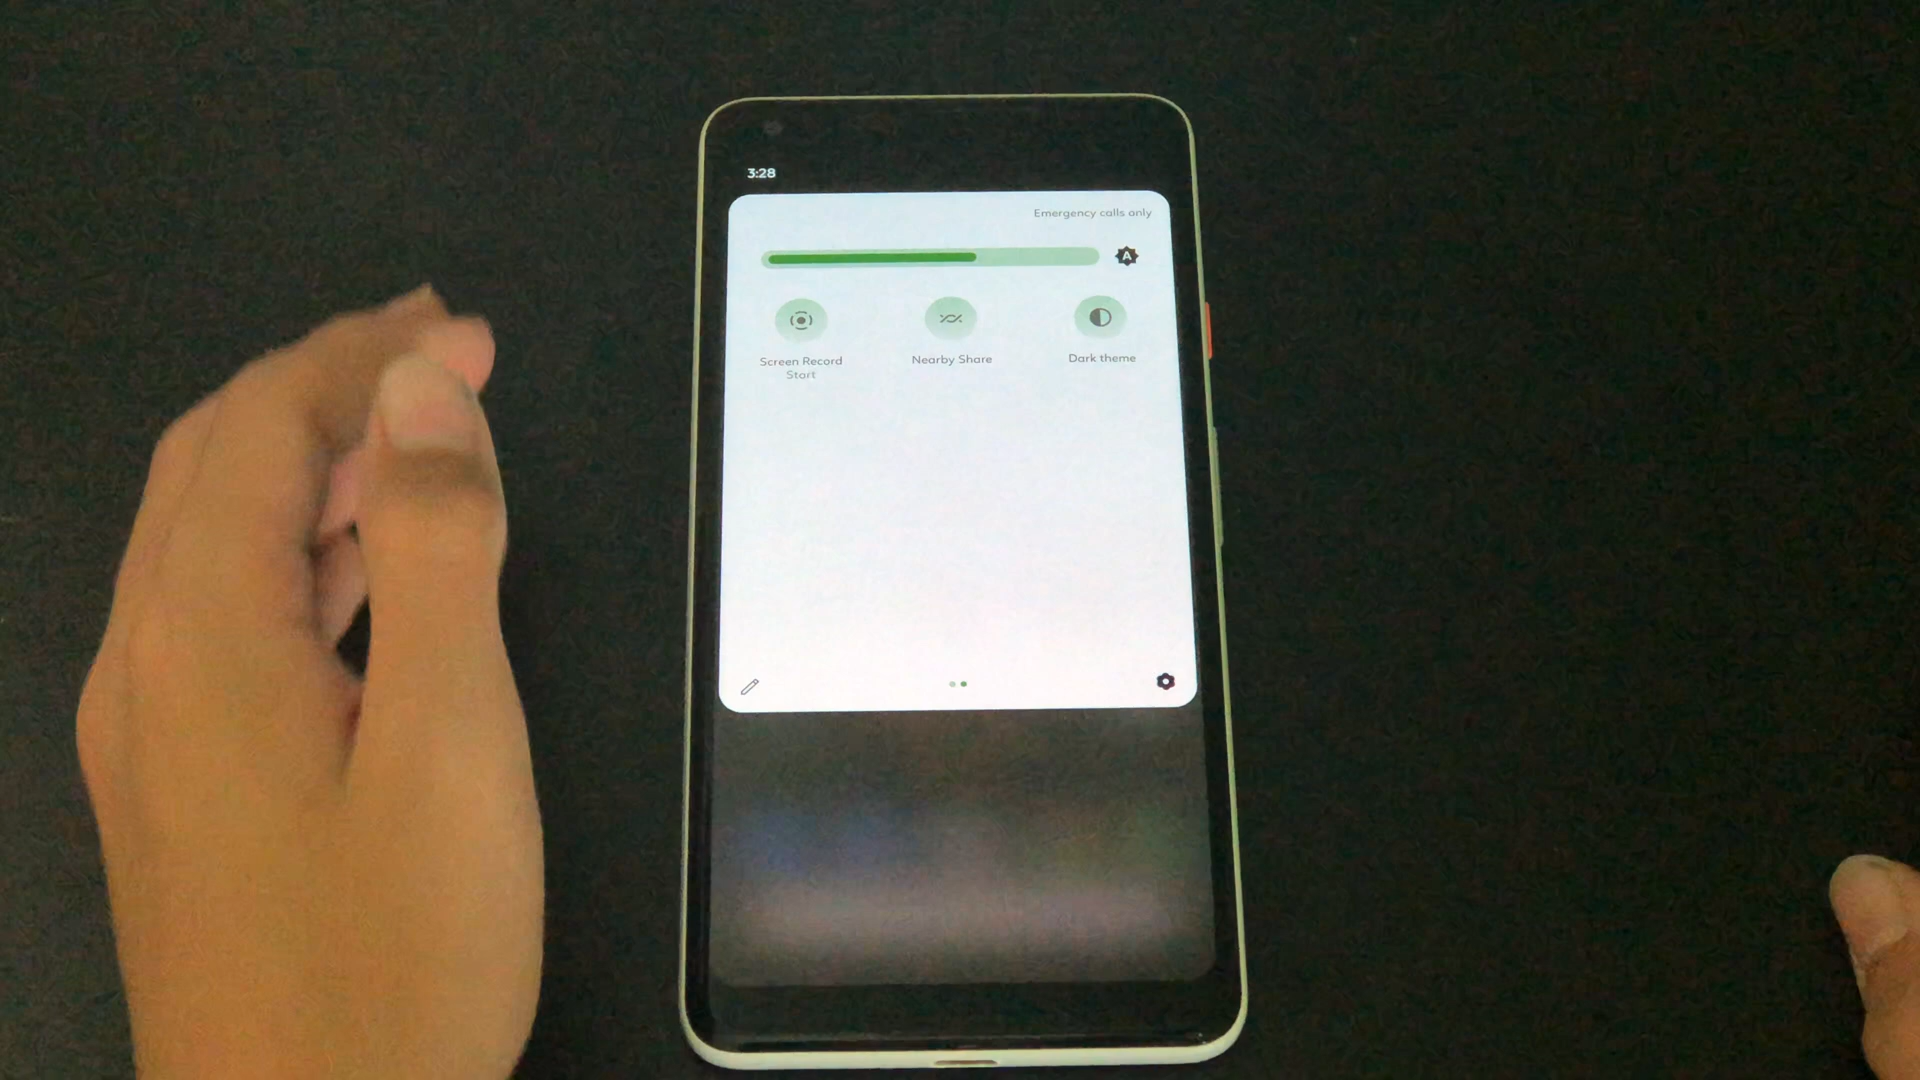 3:28
Emergency calls only
A
Screen Record
Start
Nearby Share
Dark theme